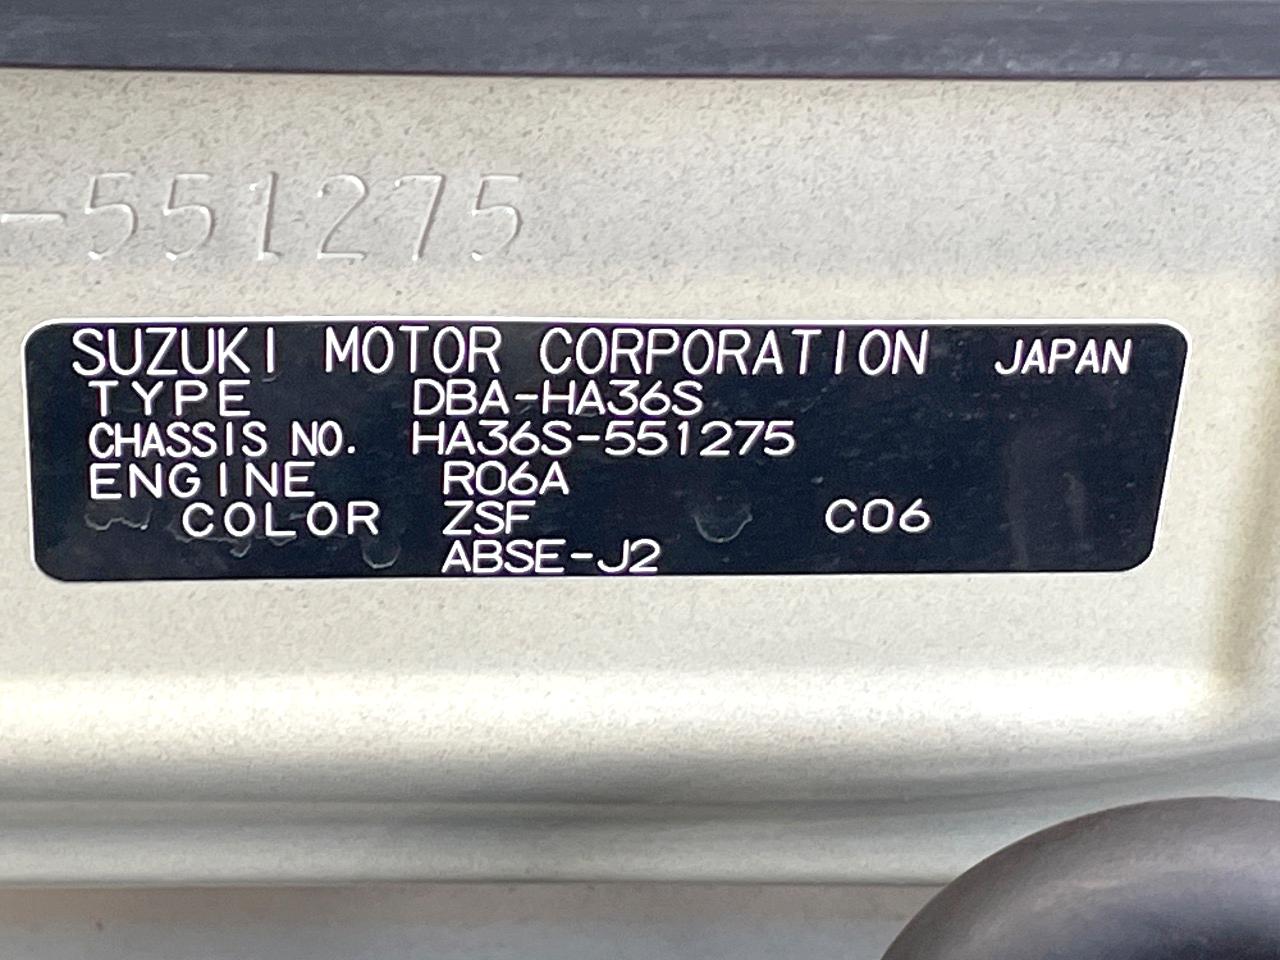 -551275
SUZUKI MOTOR CORPORATION JAPAN
TYPE DBA-HA36S
CHASSIS NO. HA36S-551275
ENGINE R06A
COLOR ZSF C06
ABSE-J2